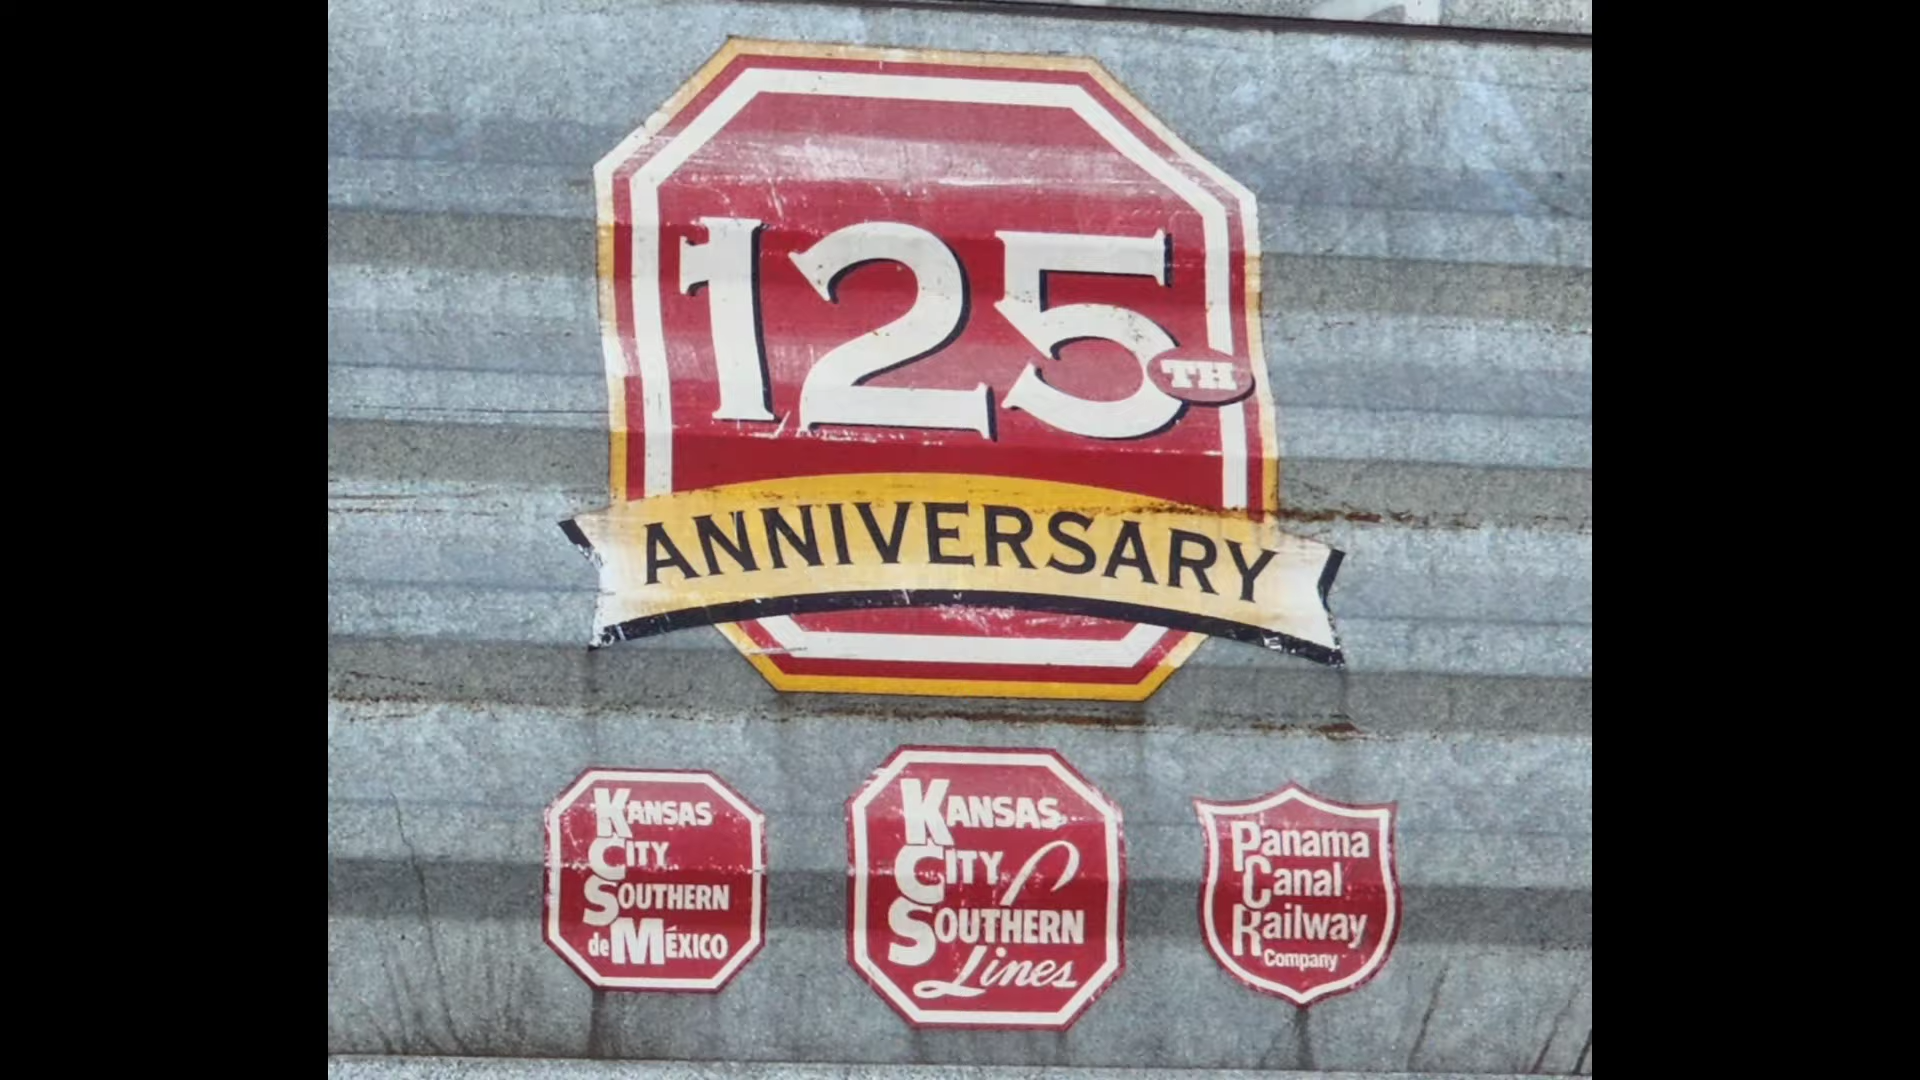 125TH
ANNIVERSARY
KANSAS
CITY
SOUTHERN
de MÉXICO
KANSAS
CITY
SOUTHERN
Lines
Panama
Canal
Railway
Company